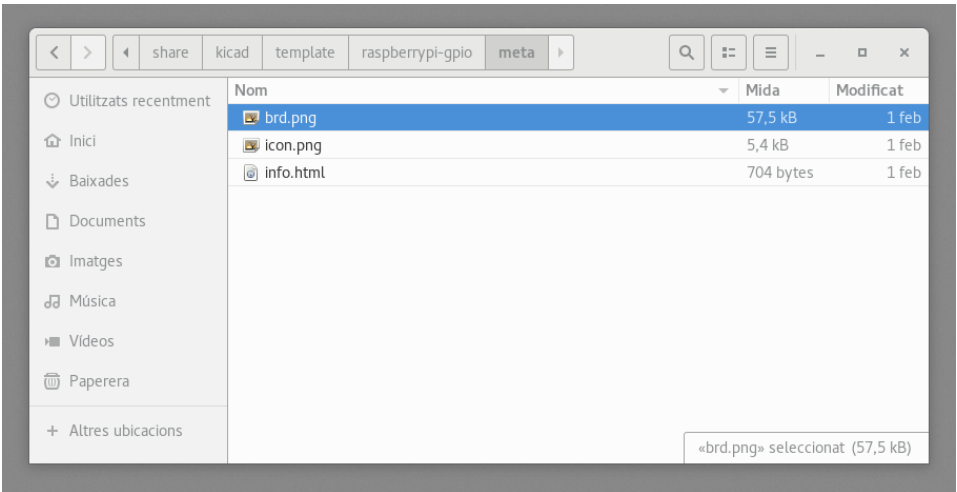 share kicad template raspberrypi-gpio meta
Utilitzats recentment
Inici
Baixades
Documents
Imatges
Música
Vídeos
Paperera
Altres ubicacions
Nom Mida Modificat
brd.png 57,5 kB 1 feb
icon.png 5,4 kB 1 feb
info.html 704 bytes 1 feb
«brd.png» seleccionat (57,5 kB)